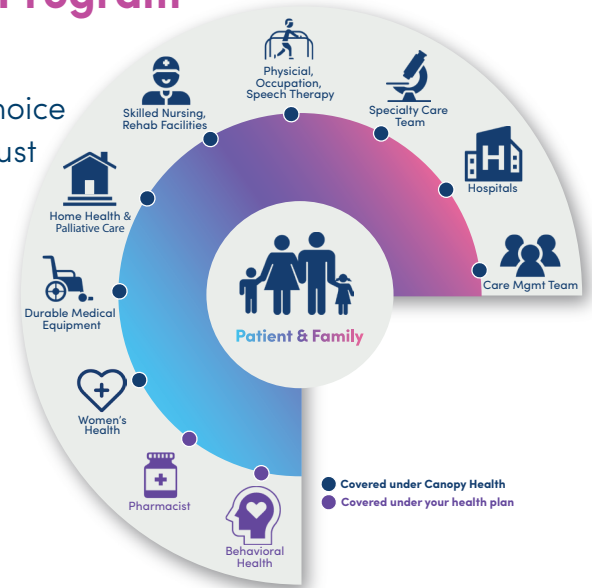 Program
hoice
ust
Physicial,
Occupation,
Speech Therapy
Specialty Care
Team
Skilled Nursing,
Rehab Facilities
H
Hospitals
Home Health &
Palliative Care
Care Mgmt Team
Durable Medical
Equipment
Patient & Family
Women's
Health
Pharmacist
Behavioral
Health
Covered under Canopy Health
Covered under your health plan